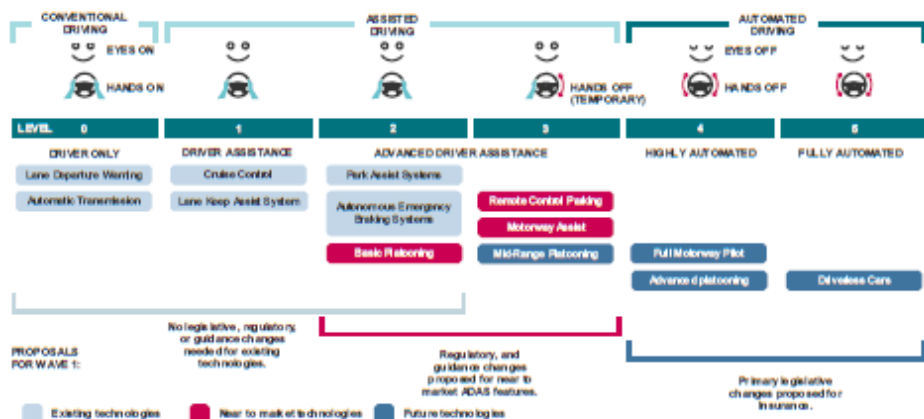 CONVENTIONAL
DRIVING
ASSISTED
DRIVING
AUTOMATED
DRIVING
EYES ON
EYES OFF
HANDS ON
HANDS OFF
(TEMPORARY)
HANDS OFF
LEVEL 0 1 2 3 4 5
DRIVER ONLY
DRIVER ASSISTANCE
ADVANCED DRIVER ASSISTANCE
HIGHLY AUTOMATED
FULLY AUTOMATED
Lane Departure Warning
Cruise Control
Park Assist Systems
Automatic Transmission
Lane Keep Assist System
Autonomous Emergency
Braking Systems
Remote Control Parking
Motorway Assist
Basic Platooning
Mid-Range Platooning
Full Motorway Pilot
Advanced platooning
Driverless Cars
PROPOSALS
FOR WAVE 1:
No legislative, regulatory,
or guidance changes
needed for existing
technologies.
Regulatory, and
guidance changes
proposed for near to
market ADAS features.
Primary legislative
changes proposed for
insurance.
Existing technologies
Near to market technologies
Future technologies